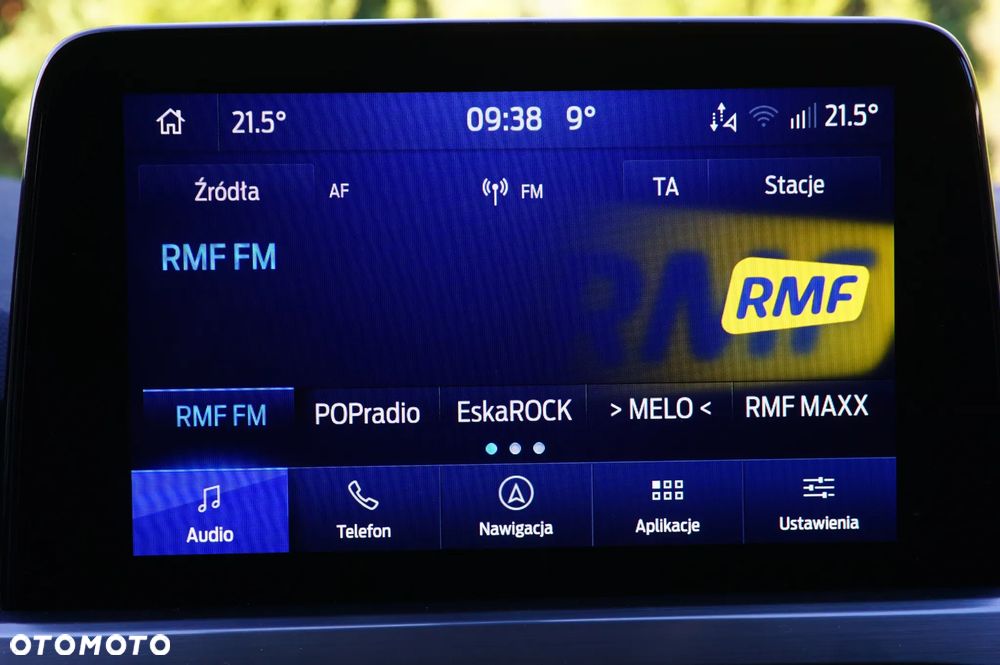 21.5° 09:38 9° 21.5°
Źródła AF FM TA Stacje
RMF FM
RMF
RMF
RMF FM POPradio EskaROCK > MELO < RMF MAXX
Audio Telefon Nawigacja Aplikacje Ustawienia
OTOMOTO